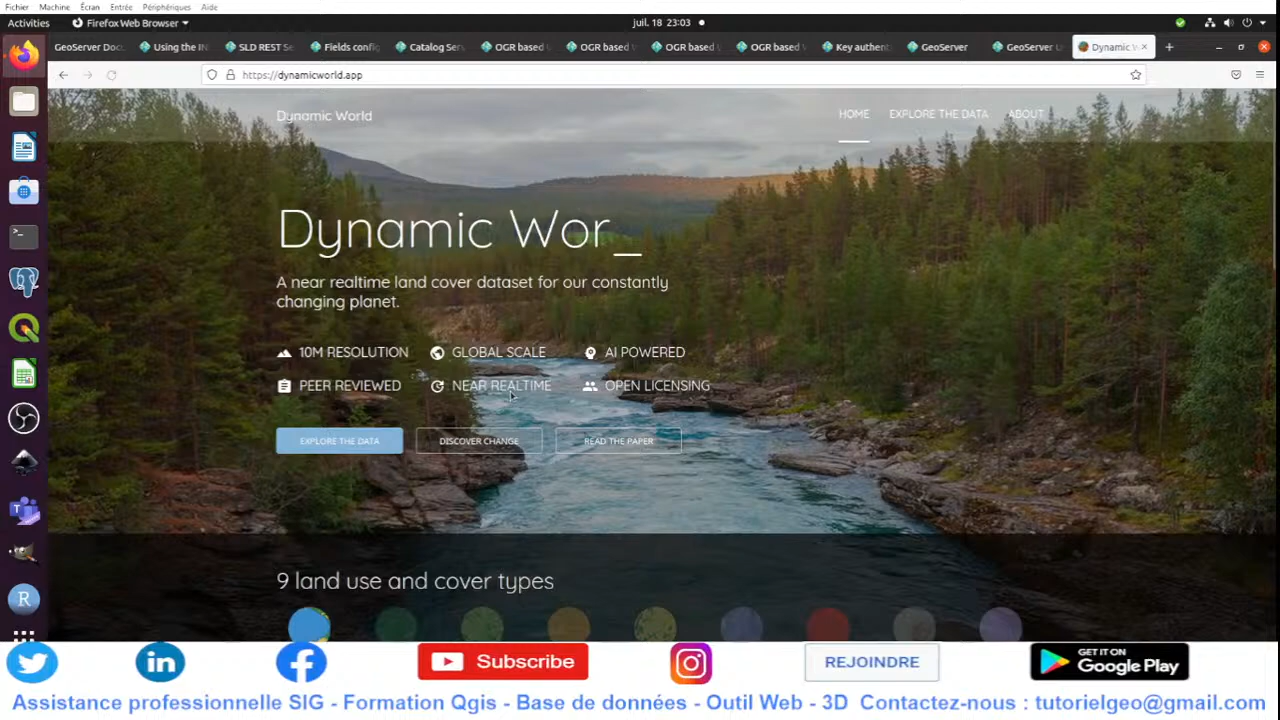 Fichier Machine Écran Entrée Périphériques Aide
Activities Firefox Web Browser juil. 18 23:03
GeoServer Doc Using the IN SLD REST Se Fields config Catalog Serv OGR based OGR based OGR based OGR based Key authent GeoServer GeoServer U Dynamic W
https://dynamicworld.app
Dynamic World HOME EXPLORE THE DATA ABOUT
Dynamic Wor_
A near realtime land cover dataset for our constantly
changing planet.
10M RESOLUTION GLOBAL SCALE AI POWERED
PEER REVIEWED NEAR REALTIME OPEN LICENSING
EXPLORE THE DATA DISCOVER CHANGE READ THE PAPER
9 land use and cover types
Subscribe REJOINDRE GET IT ON Google Play
Assistance professionnelle SIG - Formation Qgis - Base de données - Outil Web - 3D Contactez-nous : tutorielgeo@gmail.com